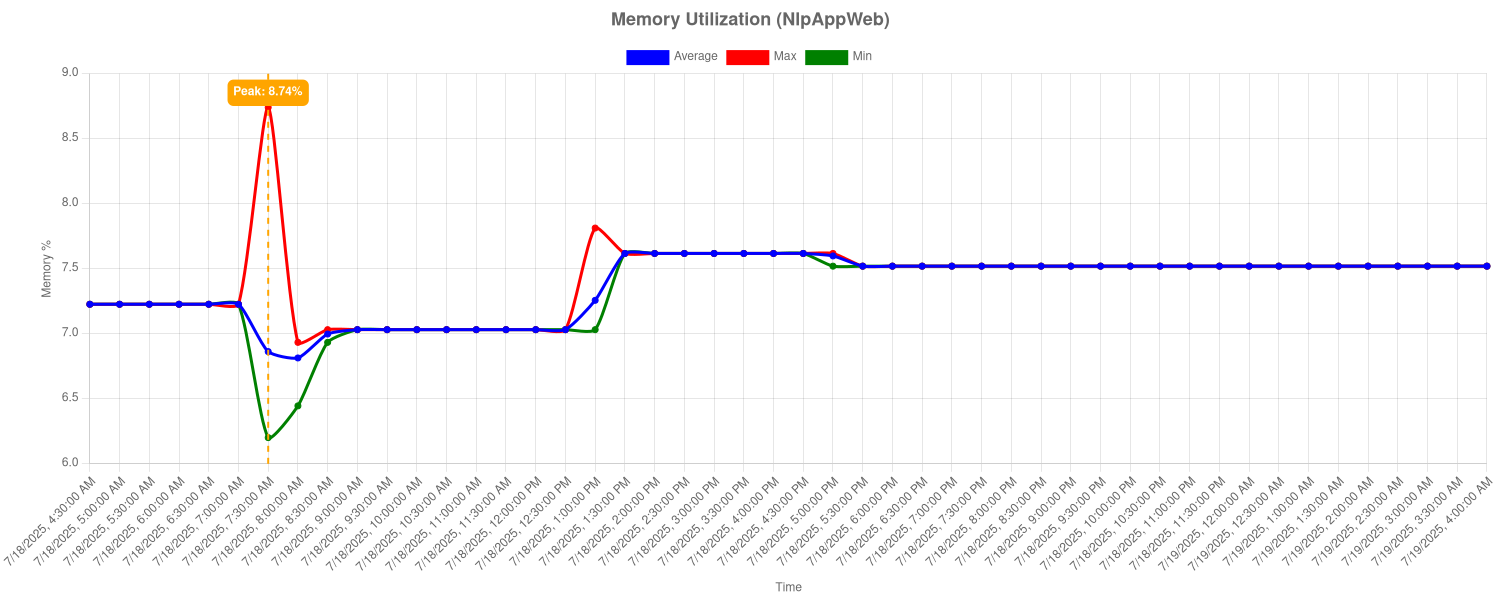 Memory Utilization (NlpAppWeb)
Average Max Min
Peak: 8.74%
9.0
8.5
8.0
7.5
7.0
6.5
6.0
Memory %
7/18/2025, 4:30:00 AM
7/18/2025, 5:00:00 AM
7/18/2025, 5:30:00 AM
7/18/2025, 6:00:00 AM
7/18/2025, 6:30:00 AM
7/18/2025, 7:00:00 AM
7/18/2025, 7:30:00 AM
7/18/2025, 8:00:00 AM
7/18/2025, 8:30:00 AM
7/18/2025, 9:00:00 AM
7/18/2025, 9:30:00 AM
7/18/2025, 10:00:00 AM
7/18/2025, 10:30:00 AM
7/18/2025, 11:00:00 AM
7/18/2025, 11:30:00 AM
7/18/2025, 12:00:00 PM
7/18/2025, 12:30:00 PM
7/18/2025, 1:00:00 PM
7/18/2025, 1:30:00 PM
7/18/2025, 2:00:00 PM
7/18/2025, 2:30:00 PM
7/18/2025, 3:00:00 PM
7/18/2025, 3:30:00 PM
7/18/2025, 4:00:00 PM
7/18/2025, 4:30:00 PM
7/18/2025, 5:00:00 PM
7/18/2025, 5:30:00 PM
7/18/2025, 6:00:00 PM
7/18/2025, 6:30:00 PM
7/18/2025, 7:00:00 PM
7/18/2025, 7:30:00 PM
7/18/2025, 8:00:00 PM
7/18/2025, 8:30:00 PM
7/18/2025, 9:00:00 PM
7/18/2025, 9:30:00 PM
7/18/2025, 10:00:00 PM
7/18/2025, 10:30:00 PM
7/18/2025, 11:00:00 PM
7/18/2025, 11:30:00 PM
7/19/2025, 12:00:00 AM
7/19/2025, 12:30:00 AM
7/19/2025, 1:00:00 AM
7/19/2025, 1:30:00 AM
7/19/2025, 2:00:00 AM
7/19/2025, 2:30:00 AM
7/19/2025, 3:00:00 AM
7/19/2025, 3:30:00 AM
7/19/2025, 4:00:00 AM
Time